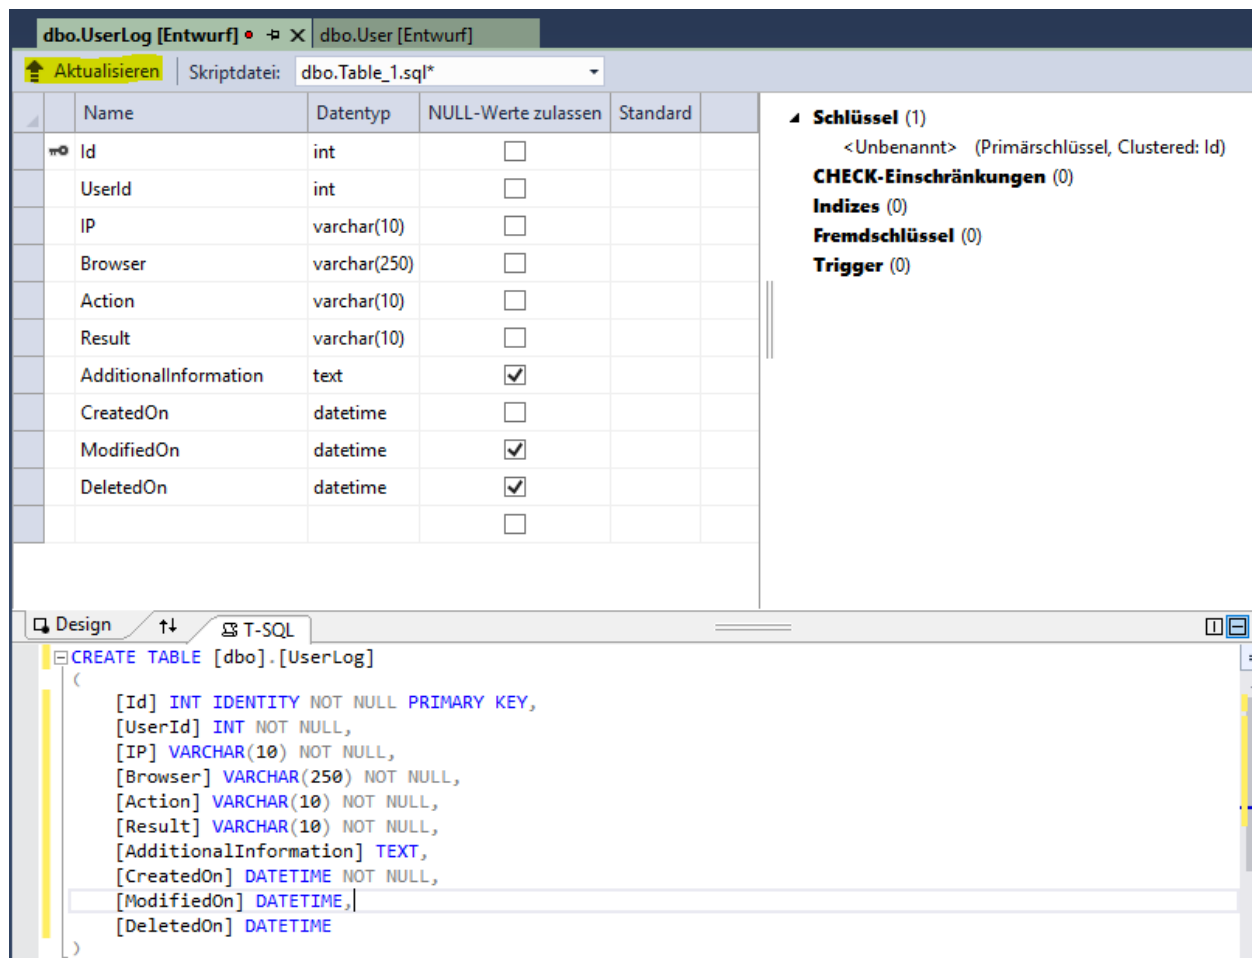 dbo.UserLog [Entwurf] dbo.User [Entwurf]
Aktualisieren Skriptdatei: dbo.Table_1.sql*
Name Datentyp NULL-Werte zulassen Standard
Id int
UserId int
IP varchar(10)
Browser varchar(250)
Action varchar(10)
Result varchar(10)
AdditionalInformation text
CreatedOn datetime
ModifiedOn datetime
DeletedOn datetime
Schlüssel (1)
<Unbenannt> (Primärschlüssel, Clustered: Id)
CHECK-Einschränkungen (0)
Indizes (0)
Fremdschlüssel (0)
Trigger (0)
Design T-SQL
CREATE TABLE [dbo].[UserLog]
(
[Id] INT IDENTITY NOT NULL PRIMARY KEY,
[UserId] INT NOT NULL,
[IP] VARCHAR(10) NOT NULL,
[Browser] VARCHAR(250) NOT NULL,
[Action] VARCHAR(10) NOT NULL,
[Result] VARCHAR(10) NOT NULL,
[AdditionalInformation] TEXT,
[CreatedOn] DATETIME NOT NULL,
[ModifiedOn] DATETIME,
[DeletedOn] DATETIME
)